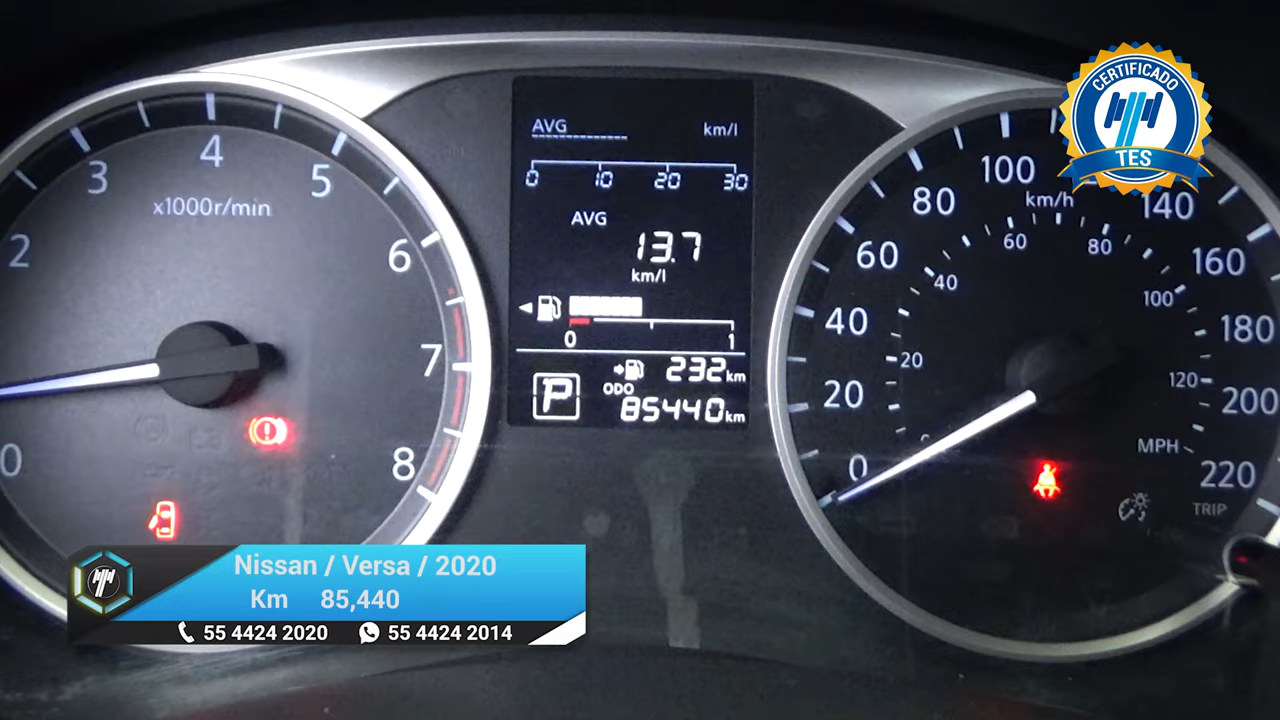 0
2
3
4
5
6
7
8
x1000r/min
AVG km/l
0 10 20 30
AVG
13.7
km/l
0 1
232km
ODO
P
85440km
0
20
40
60
80
100
140
160
180
200
220
km/h
20
40
60
80
100
120
MPH
TRIP
CERTIFICADO
TES
Nissan / Versa / 2020
Km 85,440
55 4424 2020 55 4424 2014